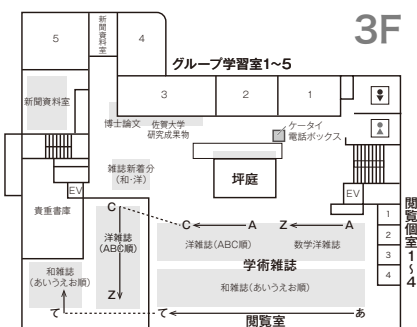 3F
新聞資料室
5
4
グループ学習室1~5
3
2
1
新聞資料室
博士論文
佐賀大学
研究成果物
ケータイ
電話ボックス
雑誌新着分
(和・洋)
坪庭
EV
EV
貴重書庫
C
洋雑誌
(ABC順)
Z
C
A
Z
A
洋雑誌(ABC順)
数学洋雑誌
学術雑誌
和雑誌
(あいうえお順)
和雑誌(あいうえお順)
て
て
あ
閲覧室
閲覧個室1~4
1
2
3
4